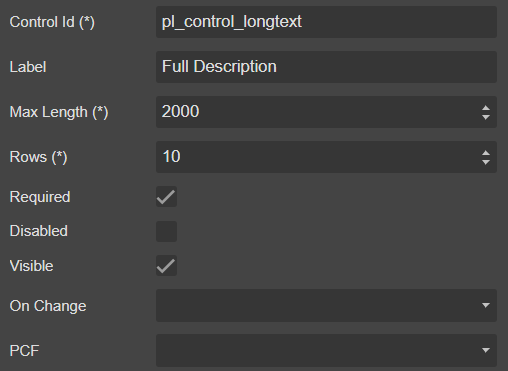 Control Id (*) pl_control_longtext
Label Full Description
Max Length (*) 2000
Rows (*) 10
Required
Disabled
Visible
On Change
PCF